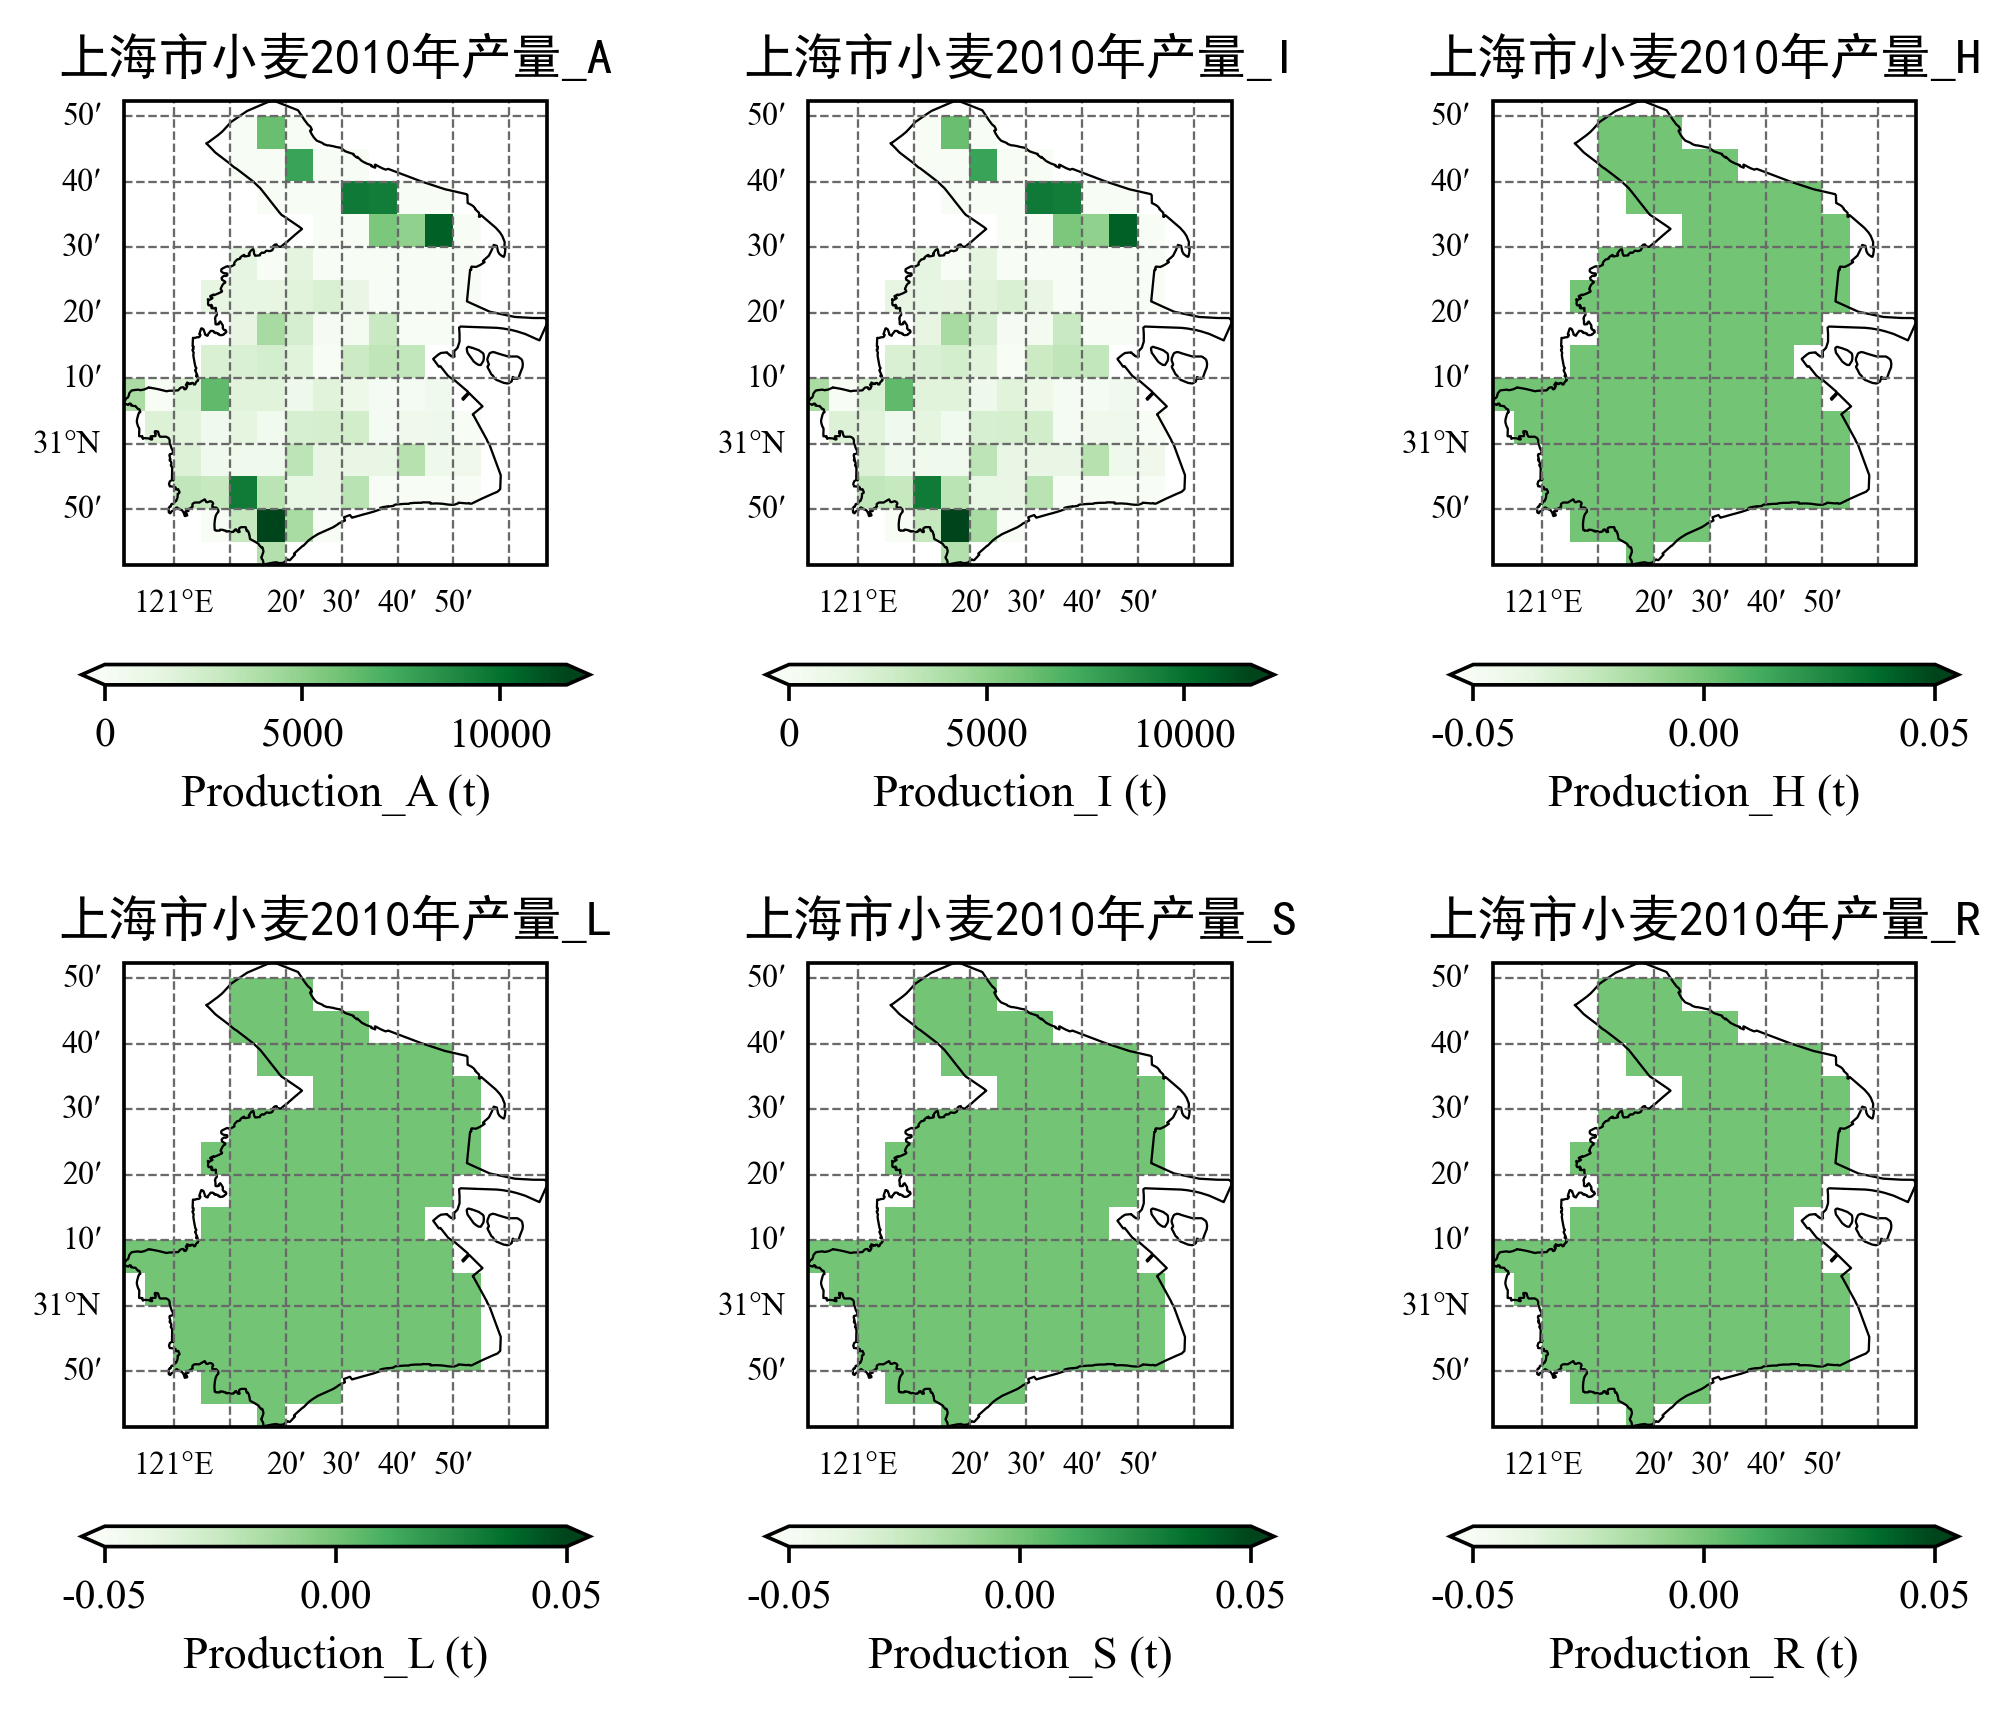 上海市小麦2010年产量_A
50′
40′
30′
20′
10′
31°N
50′
121°E 20′ 30′ 40′ 50′
0 5000 10000
Production_A (t)
上海市小麦2010年产量_I
50′
40′
30′
20′
10′
31°N
50′
121°E 20′ 30′ 40′ 50′
0 5000 10000
Production_I (t)
上海市小麦2010年产量_H
50′
40′
30′
20′
10′
31°N
50′
121°E 20′ 30′ 40′ 50′
-0.05 0.00 0.05
Production_H (t)
上海市小麦2010年产量_L
50′
40′
30′
20′
10′
31°N
50′
121°E 20′ 30′ 40′ 50′
-0.05 0.00 0.05
Production_L (t)
上海市小麦2010年产量_S
50′
40′
30′
20′
10′
31°N
50′
121°E 20′ 30′ 40′ 50′
-0.05 0.00 0.05
Production_S (t)
上海市小麦2010年产量_R
50′
40′
30′
20′
10′
31°N
50′
121°E 20′ 30′ 40′ 50′
-0.05 0.00 0.05
Production_R (t)